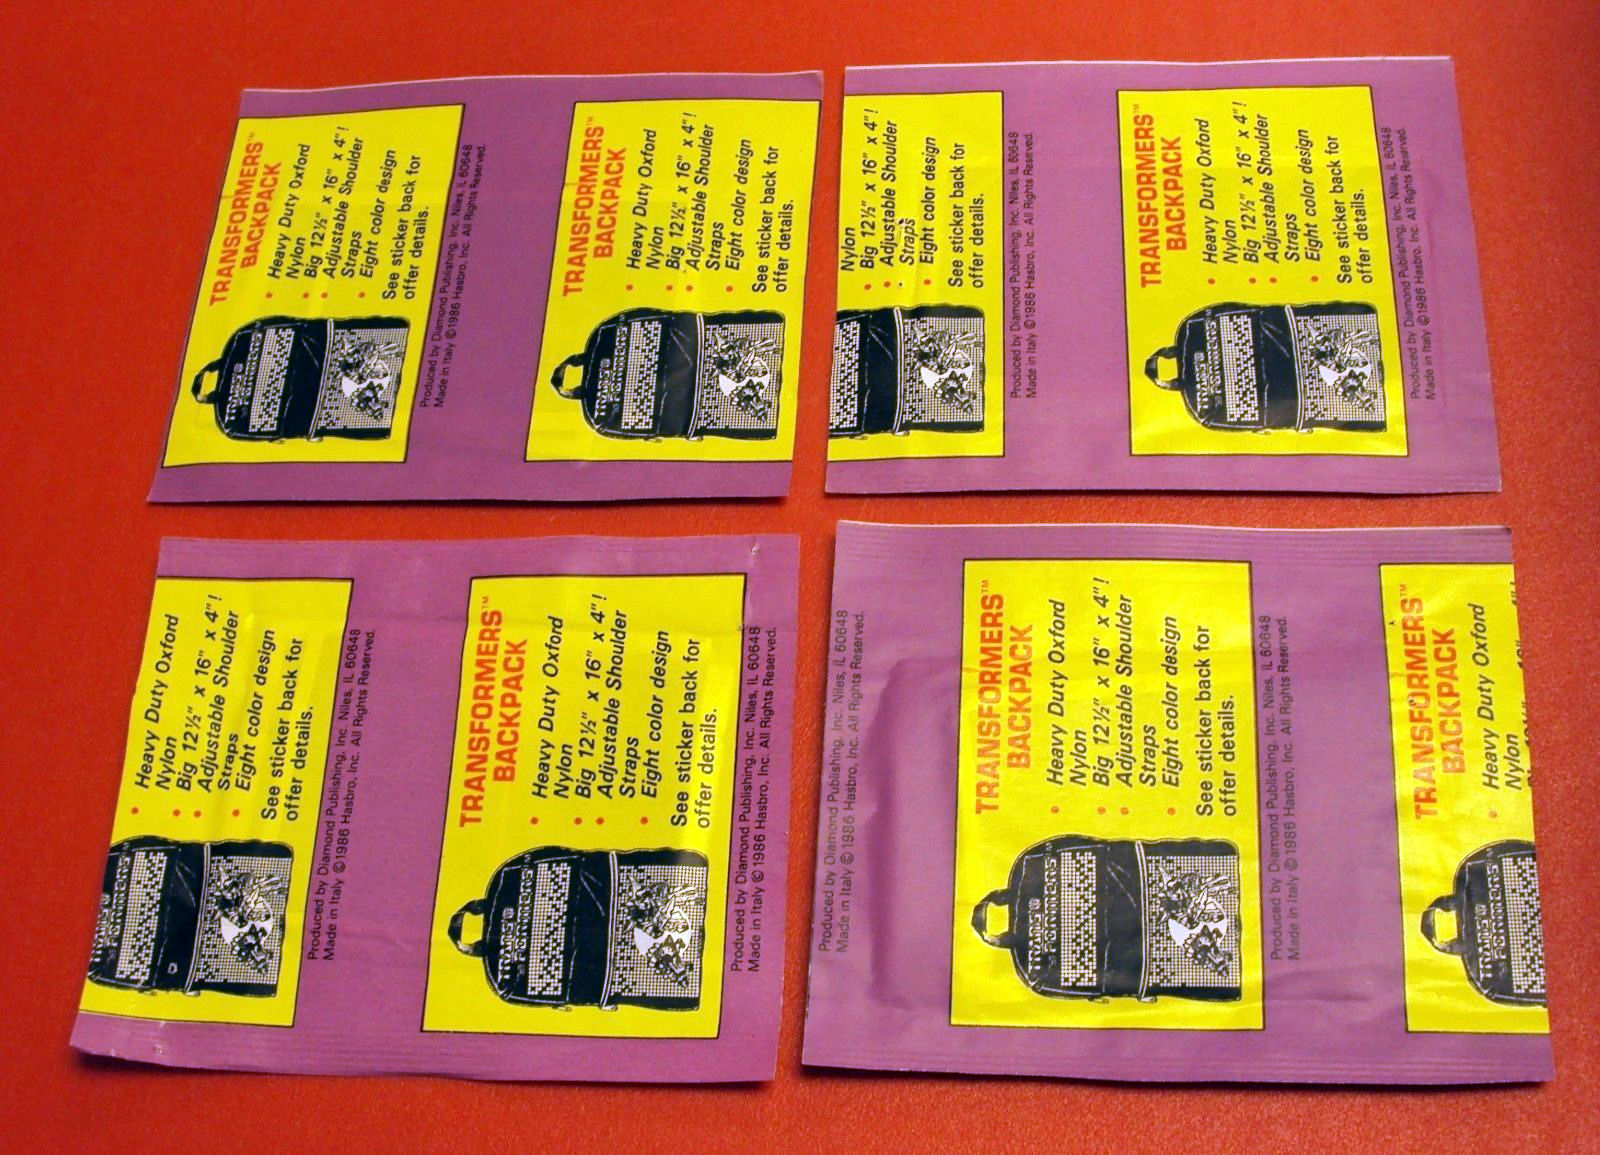 TRANSFORMERS™
BACKPACK
• Heavy Duty Oxford
Nylon
• Big 12½" x 16" x 4"!
• Adjustable Shoulder
Straps
• Eight color design
See sticker back for
offer details.
Produced by Diamond Publishing, Inc. Niles, IL 60648
Made in Italy ©1986 Hasbro, Inc. All Rights Reserved.
TRANSFORMERS™
BACKPACK
• Heavy Duty Oxford
Nylon
• Big 12½" x 16" x 4"!
• Adjustable Shoulder
Straps
• Eight color design
See sticker back for
offer details.
Nylon
• Big 12½" x 16" x 4"!
• Adjustable Shoulder
Straps
• Eight color design
See sticker back for
offer details.
Produced by Diamond Publishing, Inc. Niles, IL 60648
Made in Italy ©1986 Hasbro, Inc. All Rights Reserved.
TRANSFORMERS™
BACKPACK
• Heavy Duty Oxford
Nylon
• Big 12½" x 16" x 4"!
• Adjustable Shoulder
Straps
• Eight color design
See sticker back for
offer details.
Produced by Diamond Publishing, Inc. Niles, IL 60648
Made in Italy ©1986 Hasbro, Inc. All Rights Reserved.
• Heavy Duty Oxford
Nylon
• Big 12½" x 16" x 4"!
• Adjustable Shoulder
Straps
• Eight color design
See sticker back for
offer details.
Produced by Diamond Publishing, Inc. Niles, IL 60648
Made in Italy ©1986 Hasbro, Inc. All Rights Reserved.
TRANSFORMERS™
BACKPACK
• Heavy Duty Oxford
Nylon
• Big 12½" x 16" x 4"!
• Adjustable Shoulder
Straps
• Eight color design
See sticker back for
offer details.
Produced by Diamond Publishing, Inc. Niles, IL 60648
Made in Italy ©1986 Hasbro, Inc. All Rights Reserved.
Produced by Diamond Publishing, Inc. Niles, IL 60648
Made in Italy ©1986 Hasbro, Inc. All Rights Reserved.
TRANSFORMERS™
BACKPACK
• Heavy Duty Oxford
Nylon
• Big 12½" x 16" x 4"!
• Adjustable Shoulder
Straps
• Eight color design
See sticker back for
offer details.
Produced by Diamond Publishing, Inc. Niles, IL 60648
Made in Italy ©1986 Hasbro, Inc. All Rights Reserved.
TRANSFORMERS™
BACKPACK
• Heavy Duty Oxford
Nylon